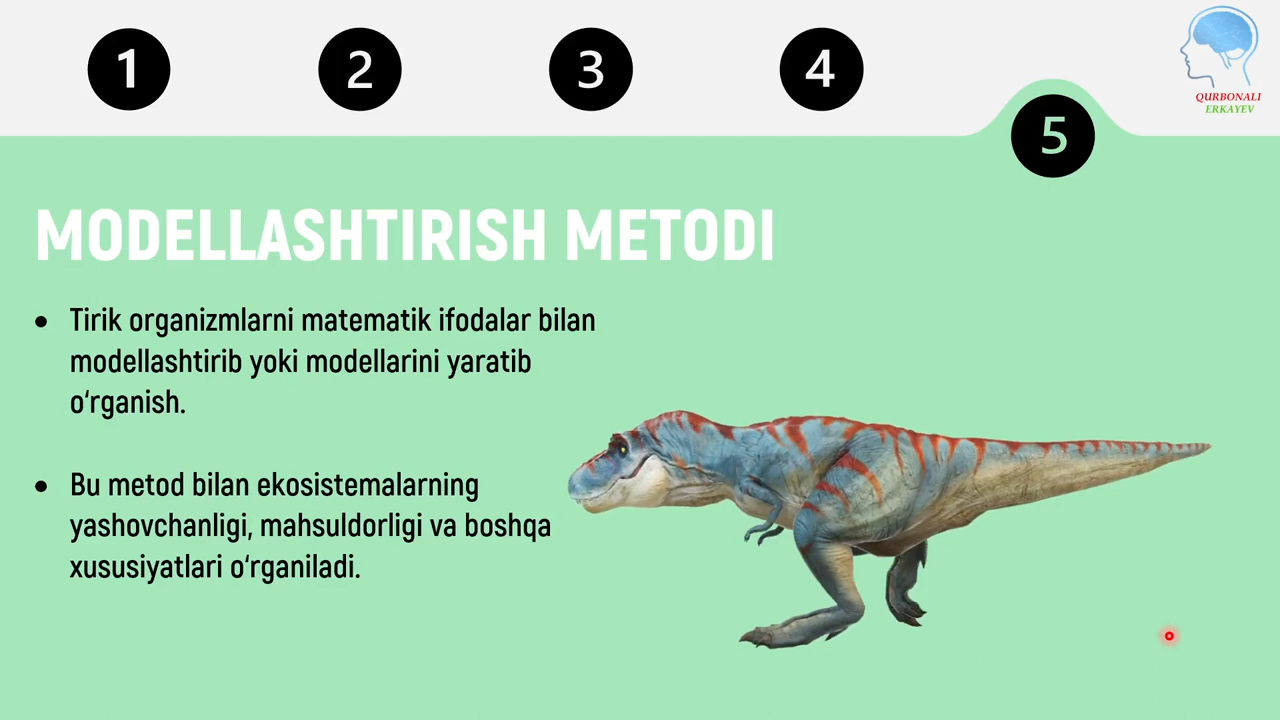 1
2
3
4
5
QURBONALI
ERKAYEV
MODELLASHTIRISH METODI
• Tirik organizmlarni matematik ifodalar bilan
modellashtirib yoki modellarini yaratib
o‘rganish.
• Bu metod bilan ekosistemalarning
yashovchanligi, mahsuldorligi va boshqa
xususiyatlari o‘rganiladi.